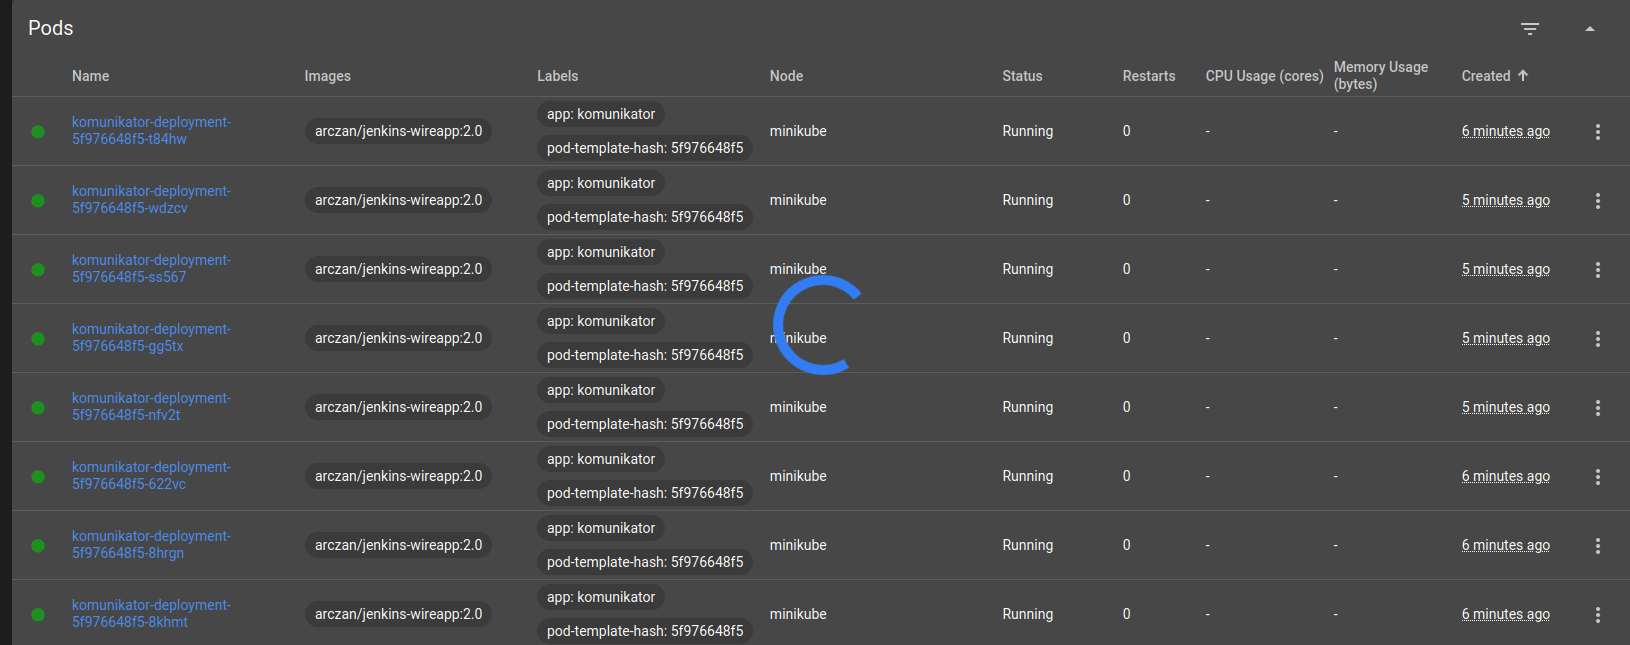 Pods
Name Images Labels Node Status Restarts CPU Usage (cores) Memory Usage (bytes) Created
komunikator-deployment-
5f976648f5-t84hw
arczan/jenkins-wireapp:2.0
app: komunikator
pod-template-hash: 5f976648f5
minikube
Running
0
-
-
6 minutes ago
komunikator-deployment-
5f976648f5-wdzcv
arczan/jenkins-wireapp:2.0
app: komunikator
pod-template-hash: 5f976648f5
minikube
Running
0
-
-
5 minutes ago
komunikator-deployment-
5f976648f5-ss567
arczan/jenkins-wireapp:2.0
app: komunikator
pod-template-hash: 5f976648f5
minikube
Running
0
-
-
5 minutes ago
komunikator-deployment-
5f976648f5-gg5tx
arczan/jenkins-wireapp:2.0
app: komunikator
pod-template-hash: 5f976648f5
minikube
Running
0
-
-
5 minutes ago
komunikator-deployment-
5f976648f5-nfv2t
arczan/jenkins-wireapp:2.0
app: komunikator
pod-template-hash: 5f976648f5
minikube
Running
0
-
-
5 minutes ago
komunikator-deployment-
5f976648f5-622vc
arczan/jenkins-wireapp:2.0
app: komunikator
pod-template-hash: 5f976648f5
minikube
Running
0
-
-
6 minutes ago
komunikator-deployment-
5f976648f5-8hrgn
arczan/jenkins-wireapp:2.0
app: komunikator
pod-template-hash: 5f976648f5
minikube
Running
0
-
-
6 minutes ago
komunikator-deployment-
5f976648f5-8khmt
arczan/jenkins-wireapp:2.0
app: komunikator
pod-template-hash: 5f976648f5
minikube
Running
0
-
-
6 minutes ago